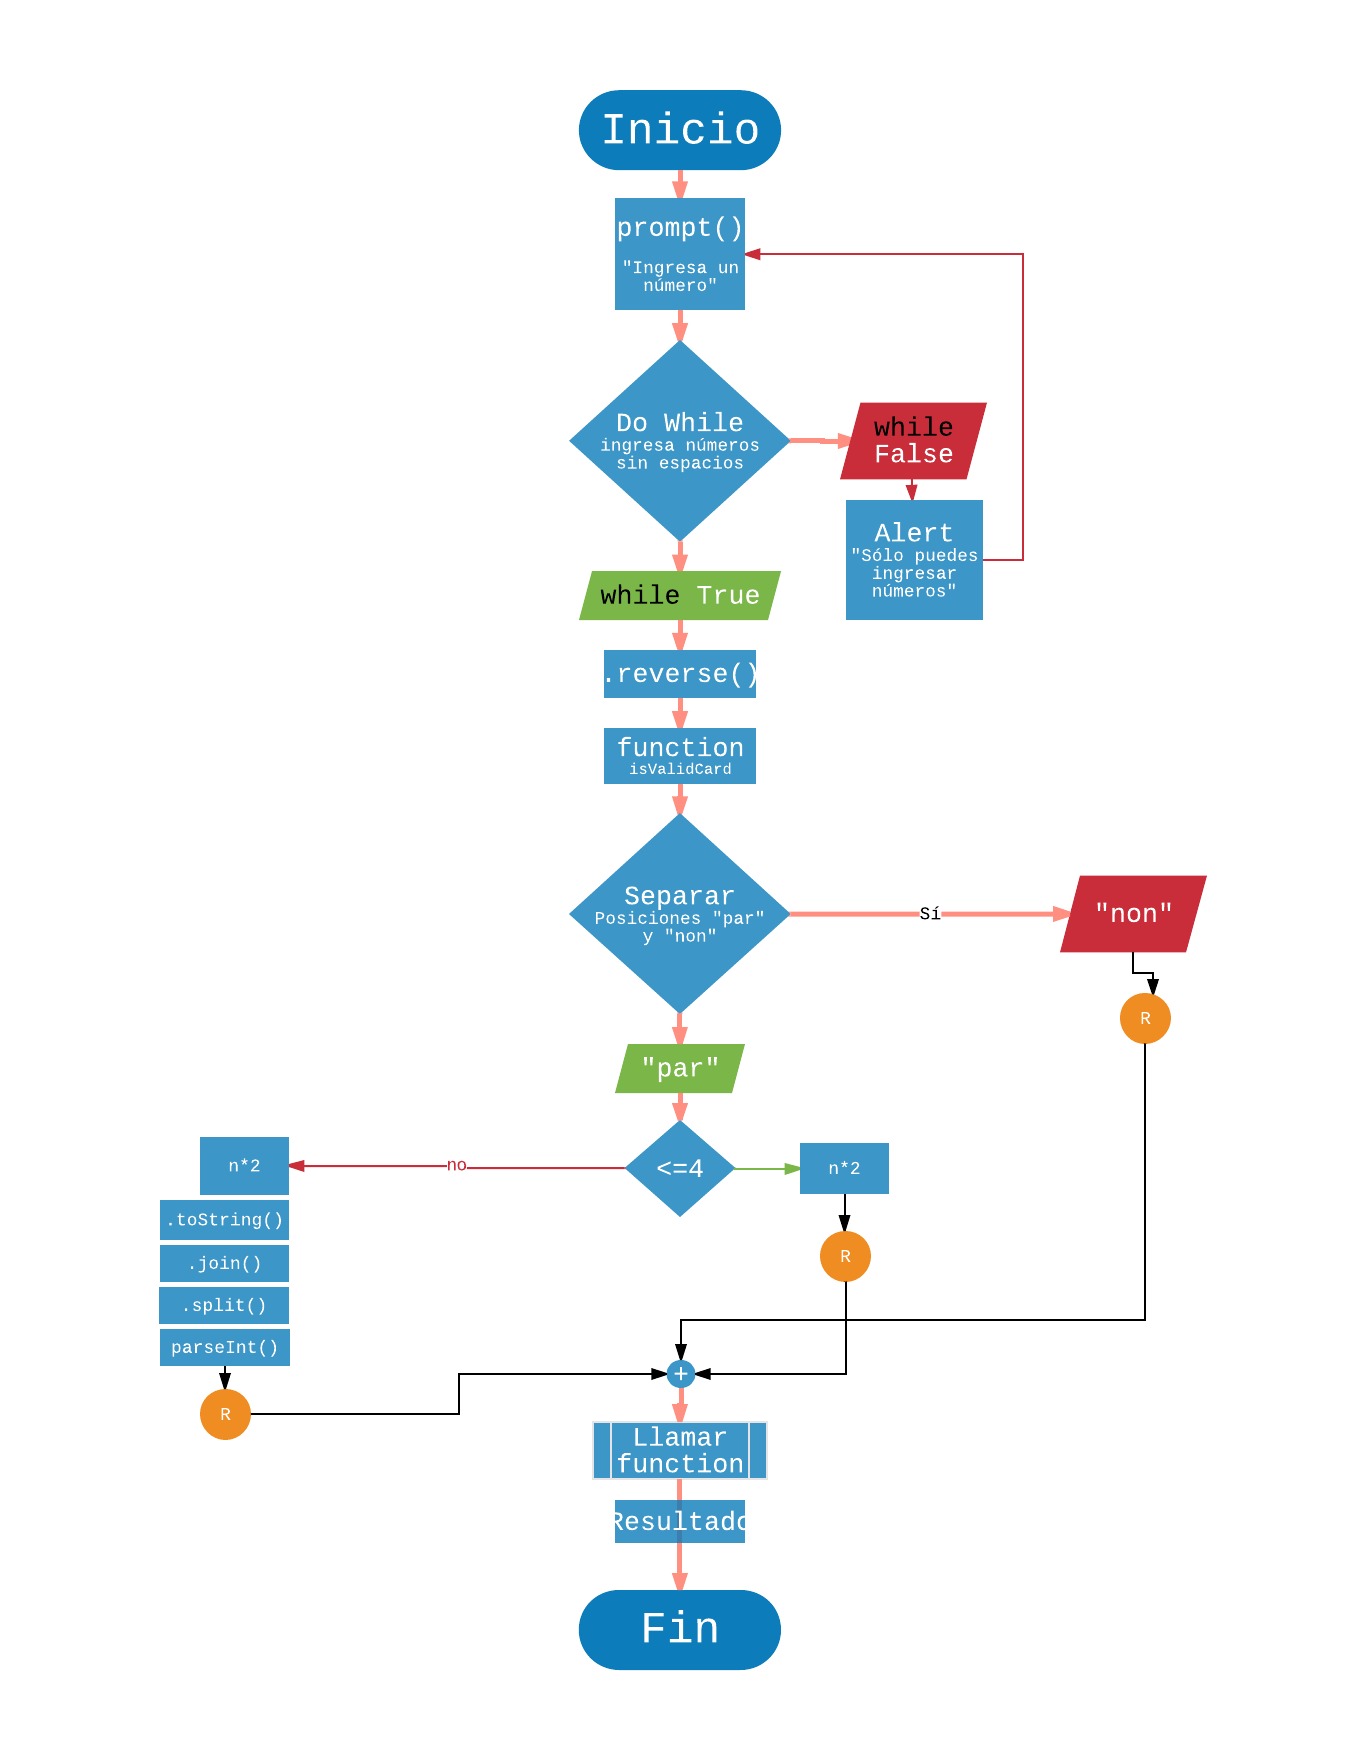 Inicio
prompt()
"Ingresa un
número"
Do While
ingresa números
sin espacios
while
False
Alert
"Sólo puedes
ingresar
números"
while True
.reverse()
function
isValidCard
Separar
Posiciones "par"
y "non"
Sí
"non"
R
"par"
<=4
no
n*2
n*2
.toString()
.join()
.split()
parseInt()
R
R
+
Llamar
function
Resultado
Fin